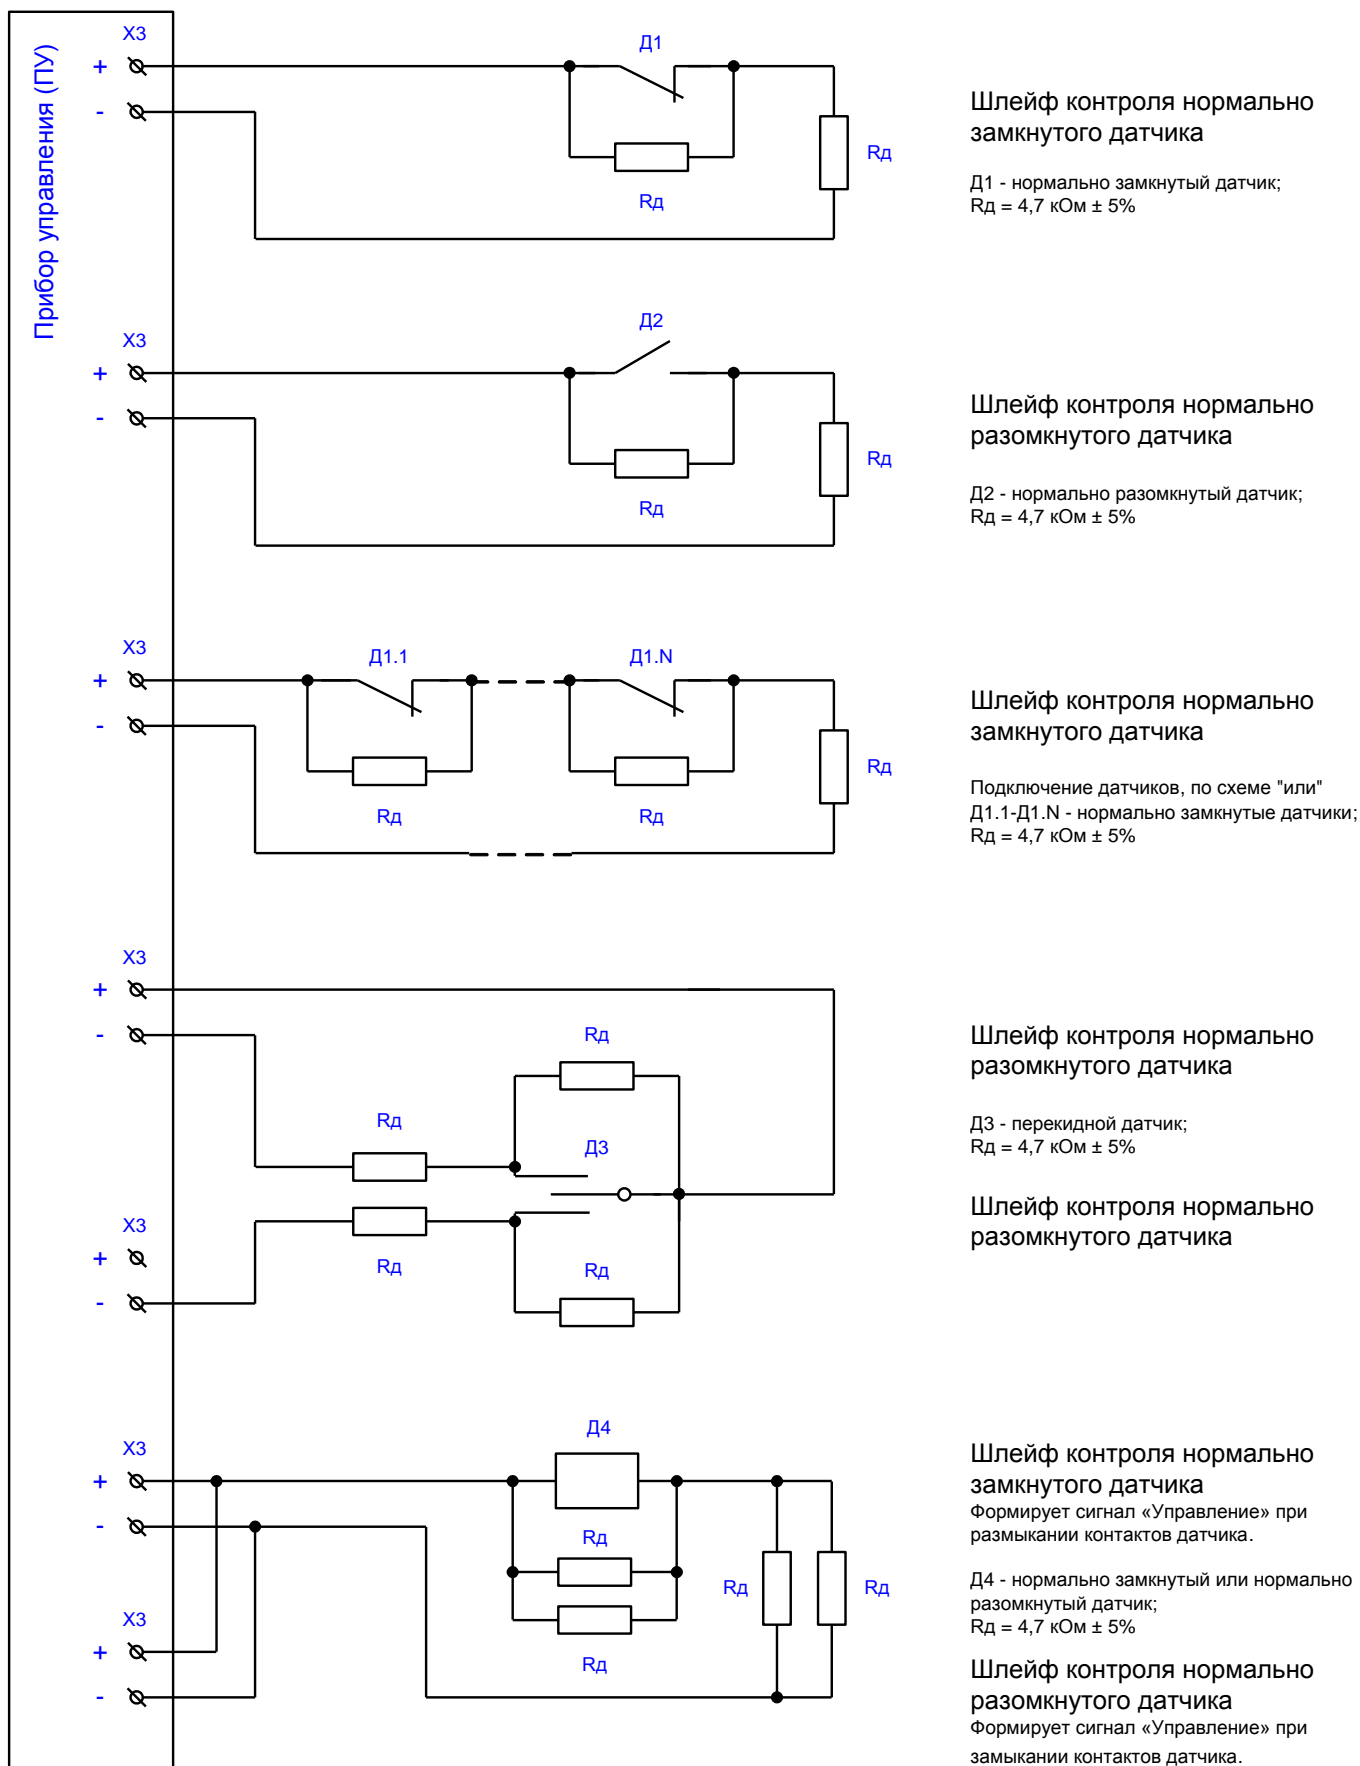 Прибор управления (ПУ)
Х3
+
-
Д1
Rд
Rд
Шлейф контроля нормально
замкнутого датчика
Д1 - нормально замкнутый датчик;
Rд = 4,7 кОм ± 5%
Х3
+
-
Д2
Rд
Rд
Шлейф контроля нормально
разомкнутого датчика
Д2 - нормально разомкнутый датчик;
Rд = 4,7 кОм ± 5%
Х3
+
-
Д1.1
Д1.N
Rд
Rд
Rд
Шлейф контроля нормально
замкнутого датчика
Подключение датчиков, по схеме "или"
Д1.1-Д1.N - нормально замкнутые датчики;
Rд = 4,7 кОм ± 5%
Х3
+
-
Rд
Rд
Д3
Х3
+
-
Rд
Rд
Шлейф контроля нормально
разомкнутого датчика
Д3 - перекидной датчик;
Rд = 4,7 кОм ± 5%
Шлейф контроля нормально
разомкнутого датчика
Х3
+
-
Д4
Rд
Rд
Rд
Rд
Х3
+
-
Шлейф контроля нормально
замкнутого датчика
Формирует сигнал «Управление» при
размыкании контактов датчика.
Д4 - нормально замкнутый или нормально
разомкнутый датчик;
Rд = 4,7 кОм ± 5%
Шлейф контроля нормально
разомкнутого датчика
Формирует сигнал «Управление» при
замыкании контактов датчика.